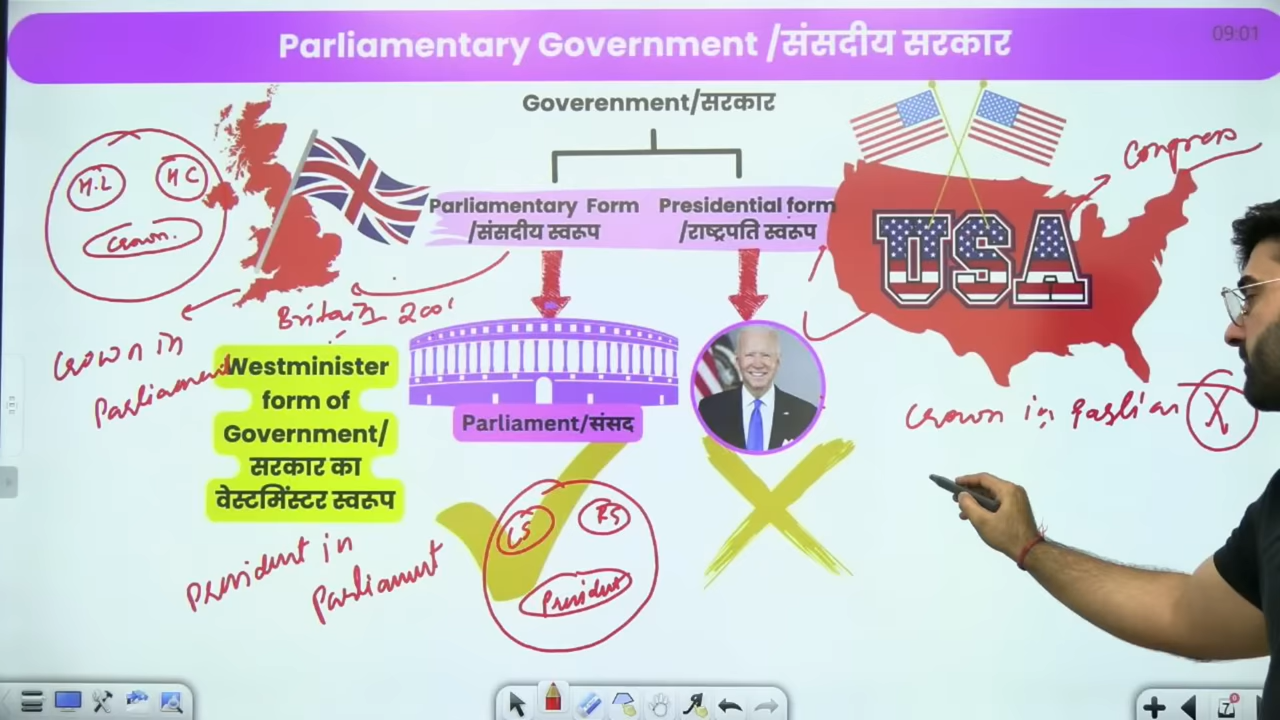 Parliamentary Government /संसदीय सरकार
09:01
Goverenment/सरकार
Congress
H.L
H C
Crown.
Parliamentary Form
/संसदीय स्वरूप
Presidential form
/राष्ट्रपति स्वरूप
USA
Britain 200
Crown in
Parliament
Westminister
form of
Government/
सरकार का
वेस्टमिंस्टर स्वरूप
Parliament/संसद
Crown in Parliam X
LS
RS
President
President in
Parliament